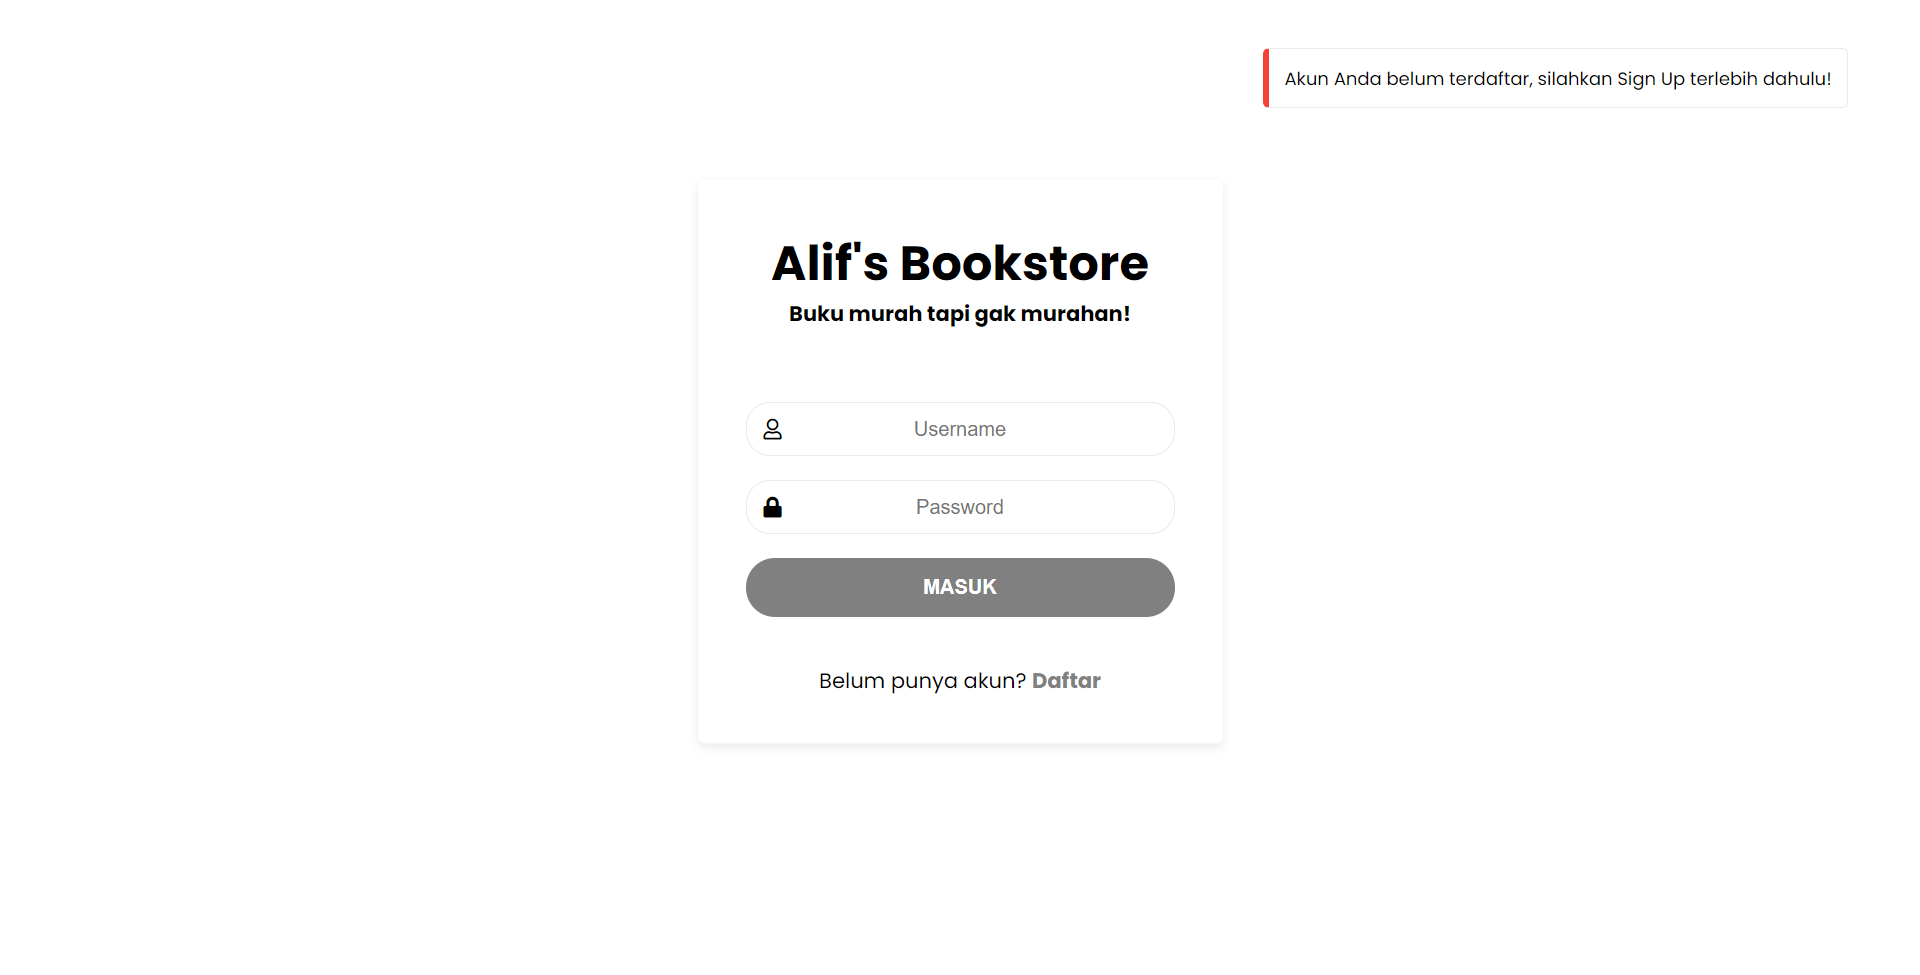 Akun Anda belum terdaftar, silahkan Sign Up terlebih dahulu!
Alif's Bookstore
Buku murah tapi gak murahan!
Username
Password
MASUK
Belum punya akun? Daftar